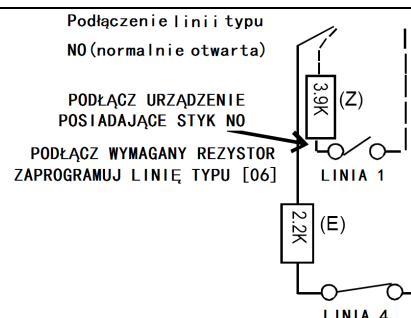 Podłączenie linii typu
NO (normalnie otwarta)
3.9K
(Z)
PODŁĄCZ URZĄDZENIE
POSIADAJĄCE STYK NO
PODŁĄCZ WYMAGANY REZYSTOR
ZAPROGRAMUJ LINIĘ TYPU [06]
LINIA 1
2.2K
(E)
LINIA 4